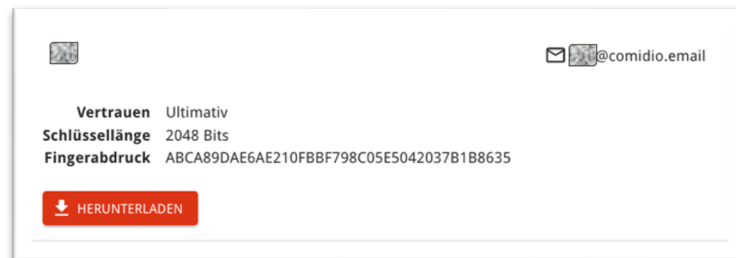 @comidio.email
Vertrauen Ultimativ
Schlüssellänge 2048 Bits
Fingerabdruck ABCA89DAE6AE210FBBF798C05E5042037B1B8635
HERUNTERLADEN